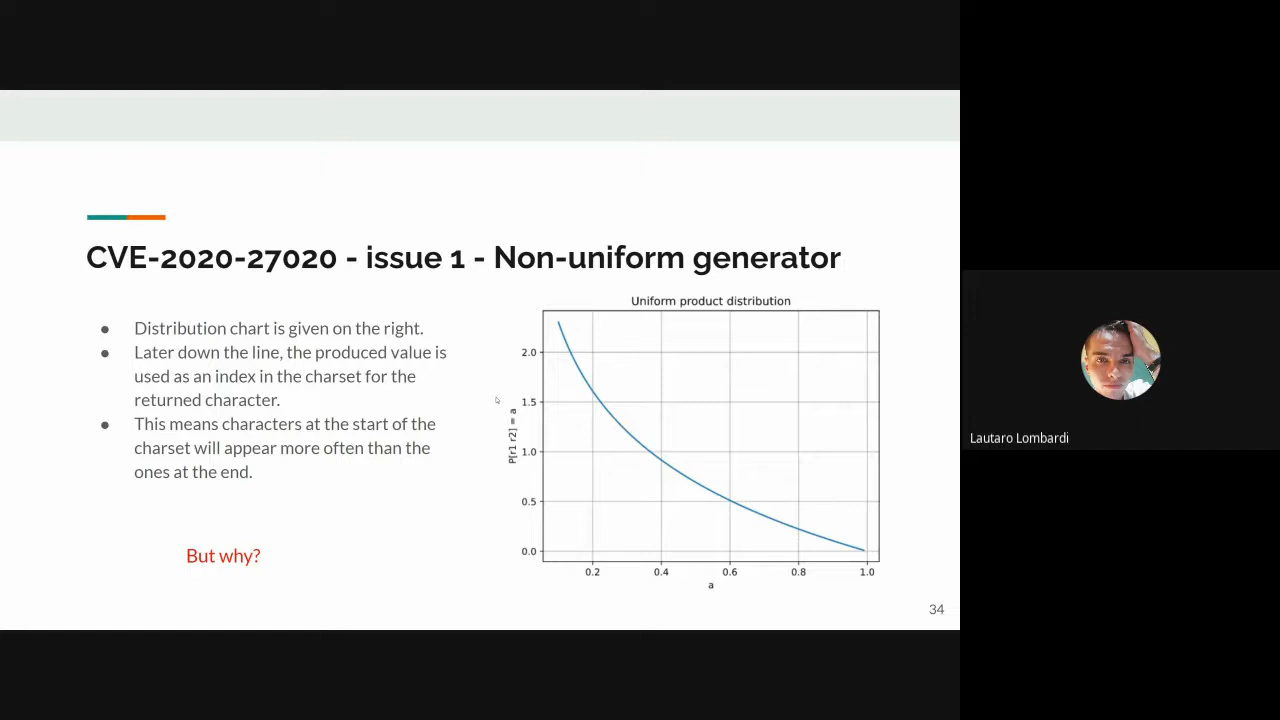 CVE-2020-27020 - issue 1 - Non-uniform generator
● Distribution chart is given on the right.
● Later down the line, the produced value is
used as an index in the charset for the
returned character.
● This means characters at the start of the
charset will appear more often than the
ones at the end.
But why?
Uniform product distribution
P[r1 r2] = a
2.0
1.5
1.0
0.5
0.0
0.2 0.4 0.6 0.8 1.0
a
34
Lautaro Lombardi